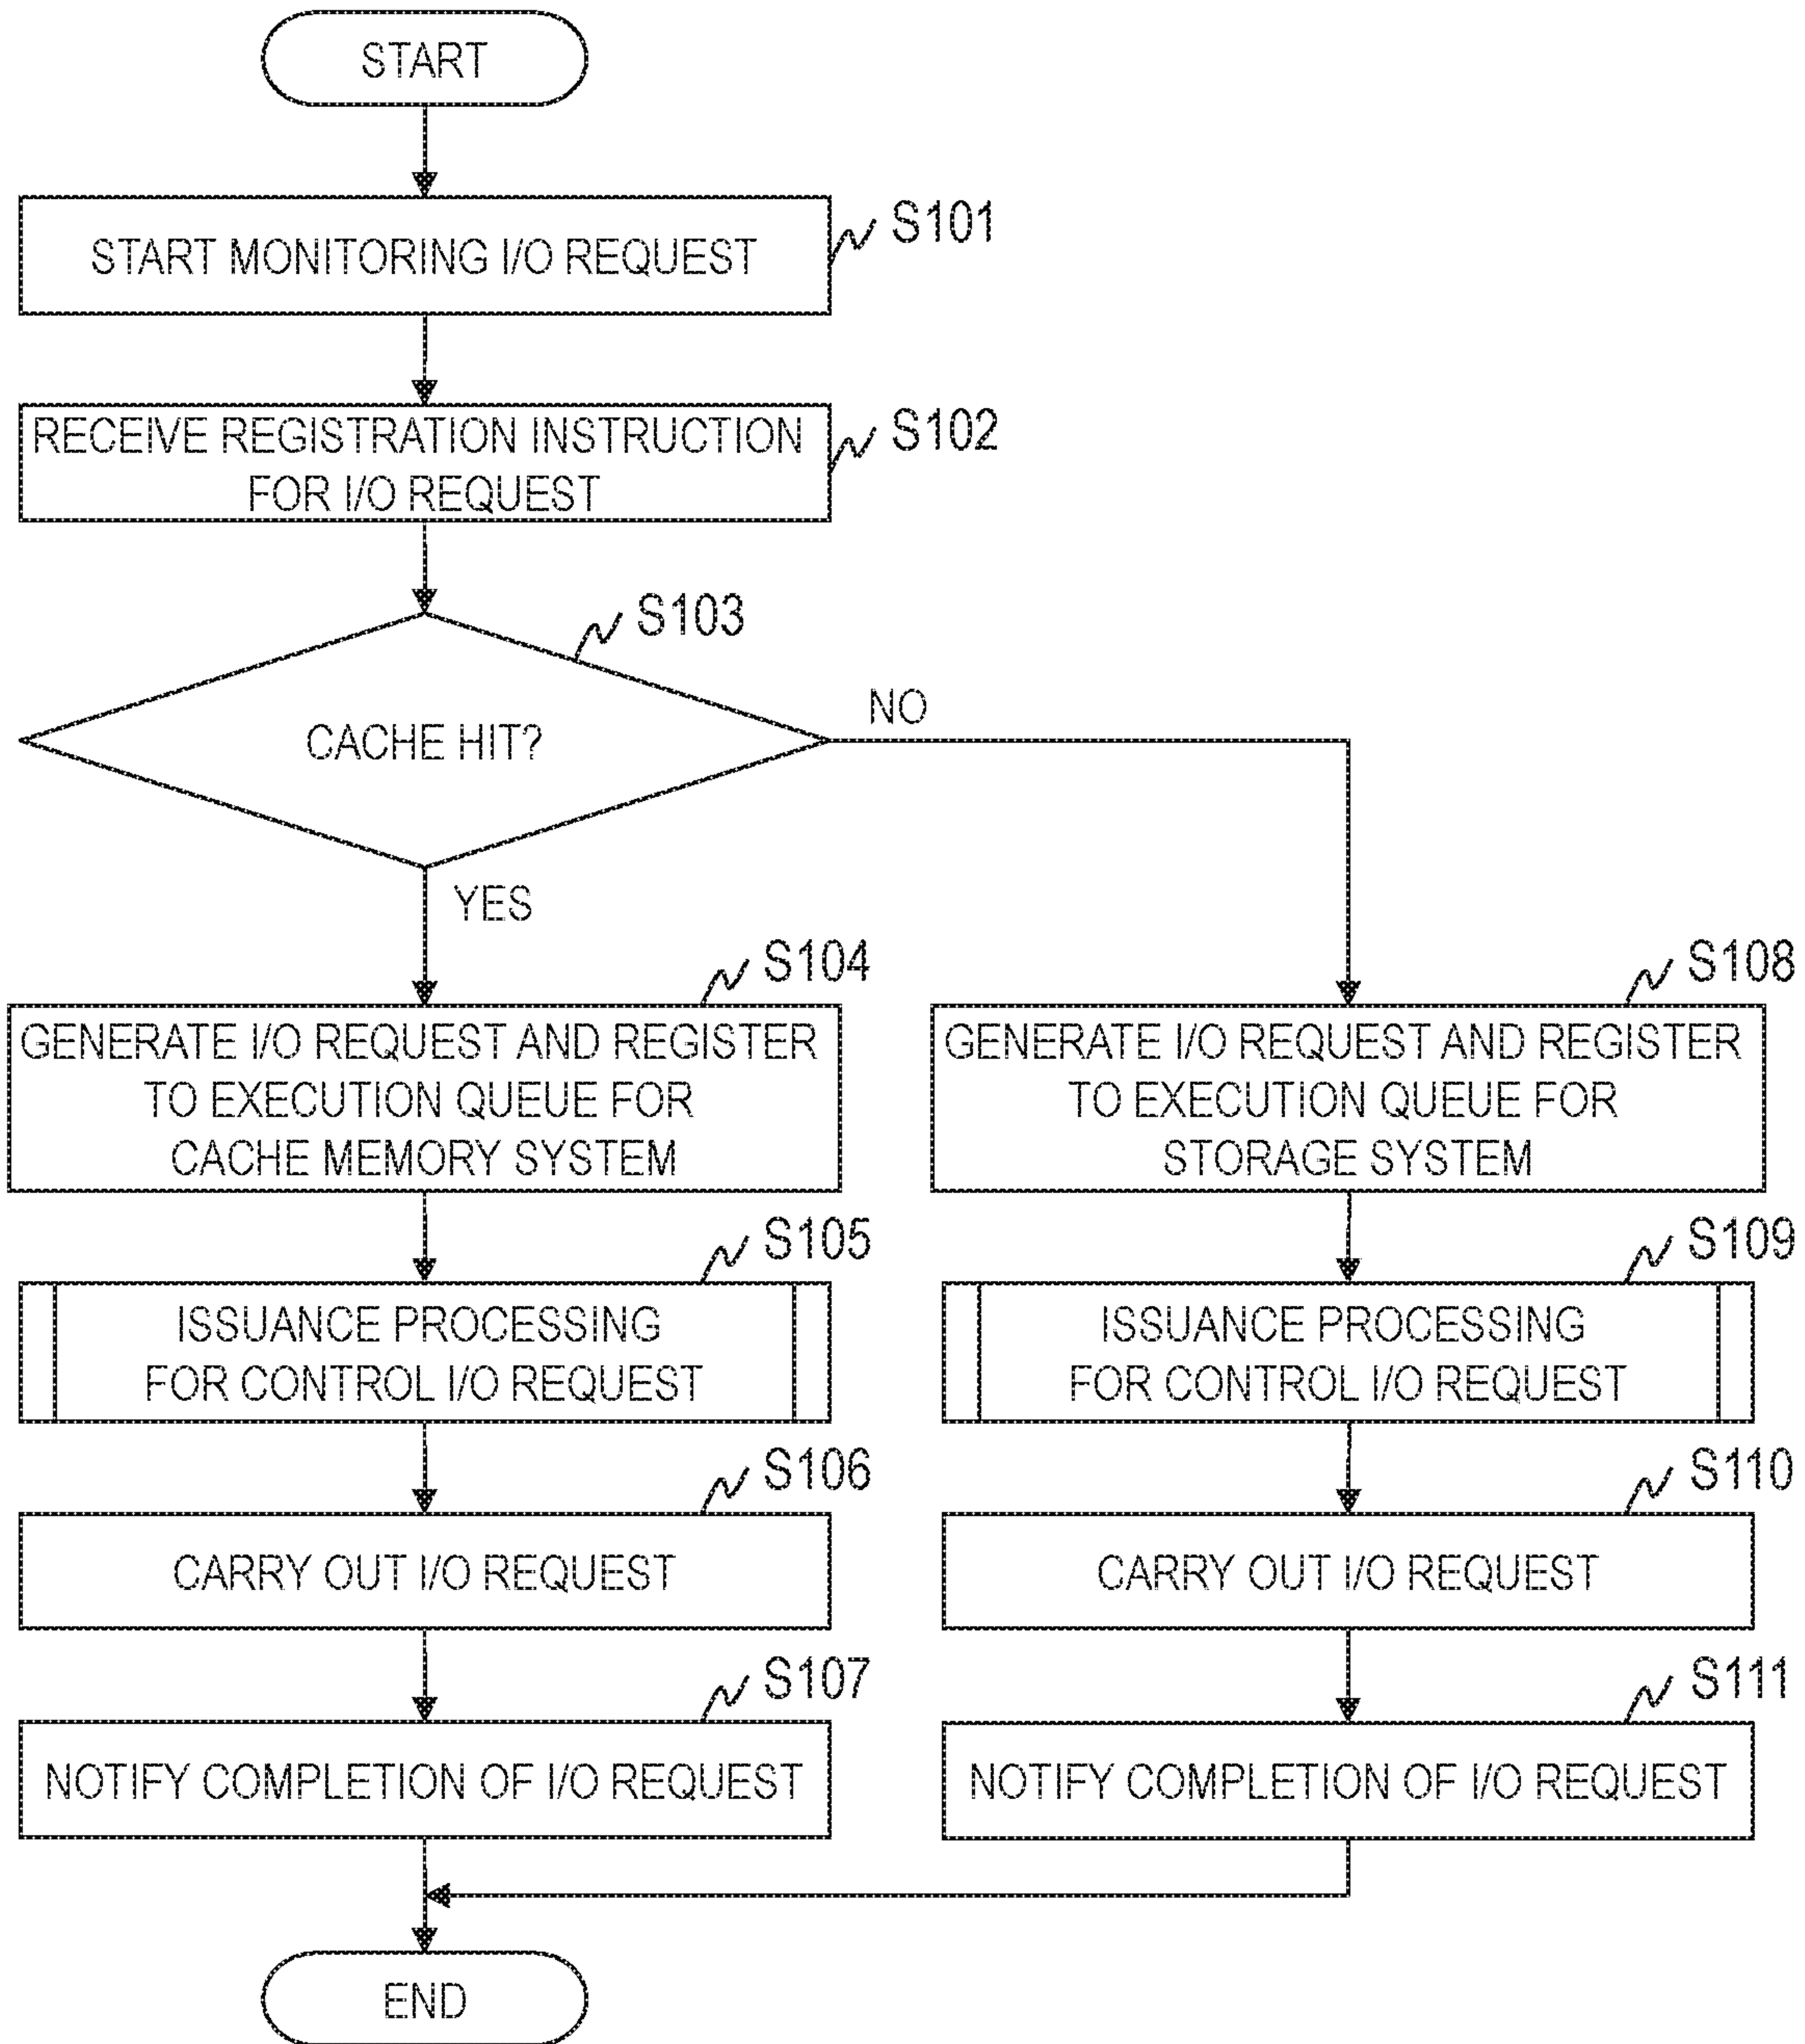 START
START MONITORING I/O REQUEST
S101
RECEIVE REGISTRATION INSTRUCTION
FOR I/O REQUEST
S102
S103
CACHE HIT?
NO
YES
S104
GENERATE I/O REQUEST AND REGISTER
TO EXECUTION QUEUE FOR
CACHE MEMORY SYSTEM
S105
ISSUANCE PROCESSING
FOR CONTROL I/O REQUEST
S106
CARRY OUT I/O REQUEST
S107
NOTIFY COMPLETION OF I/O REQUEST
S108
GENERATE I/O REQUEST AND REGISTER
TO EXECUTION QUEUE FOR
STORAGE SYSTEM
S109
ISSUANCE PROCESSING
FOR CONTROL I/O REQUEST
S110
CARRY OUT I/O REQUEST
S111
NOTIFY COMPLETION OF I/O REQUEST
END